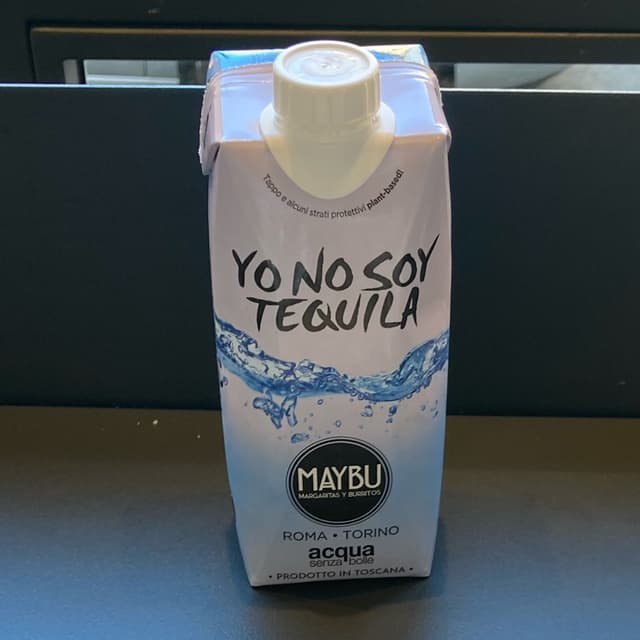 Tappo e alcuni strati protettivi plant-based!
YO NO SOY
TEQUILA
MAYBU
MARGARITAS Y BURRITOS
ROMA • TORINO
acqua
senza bolle
• PRODOTTO IN TOSCANA •